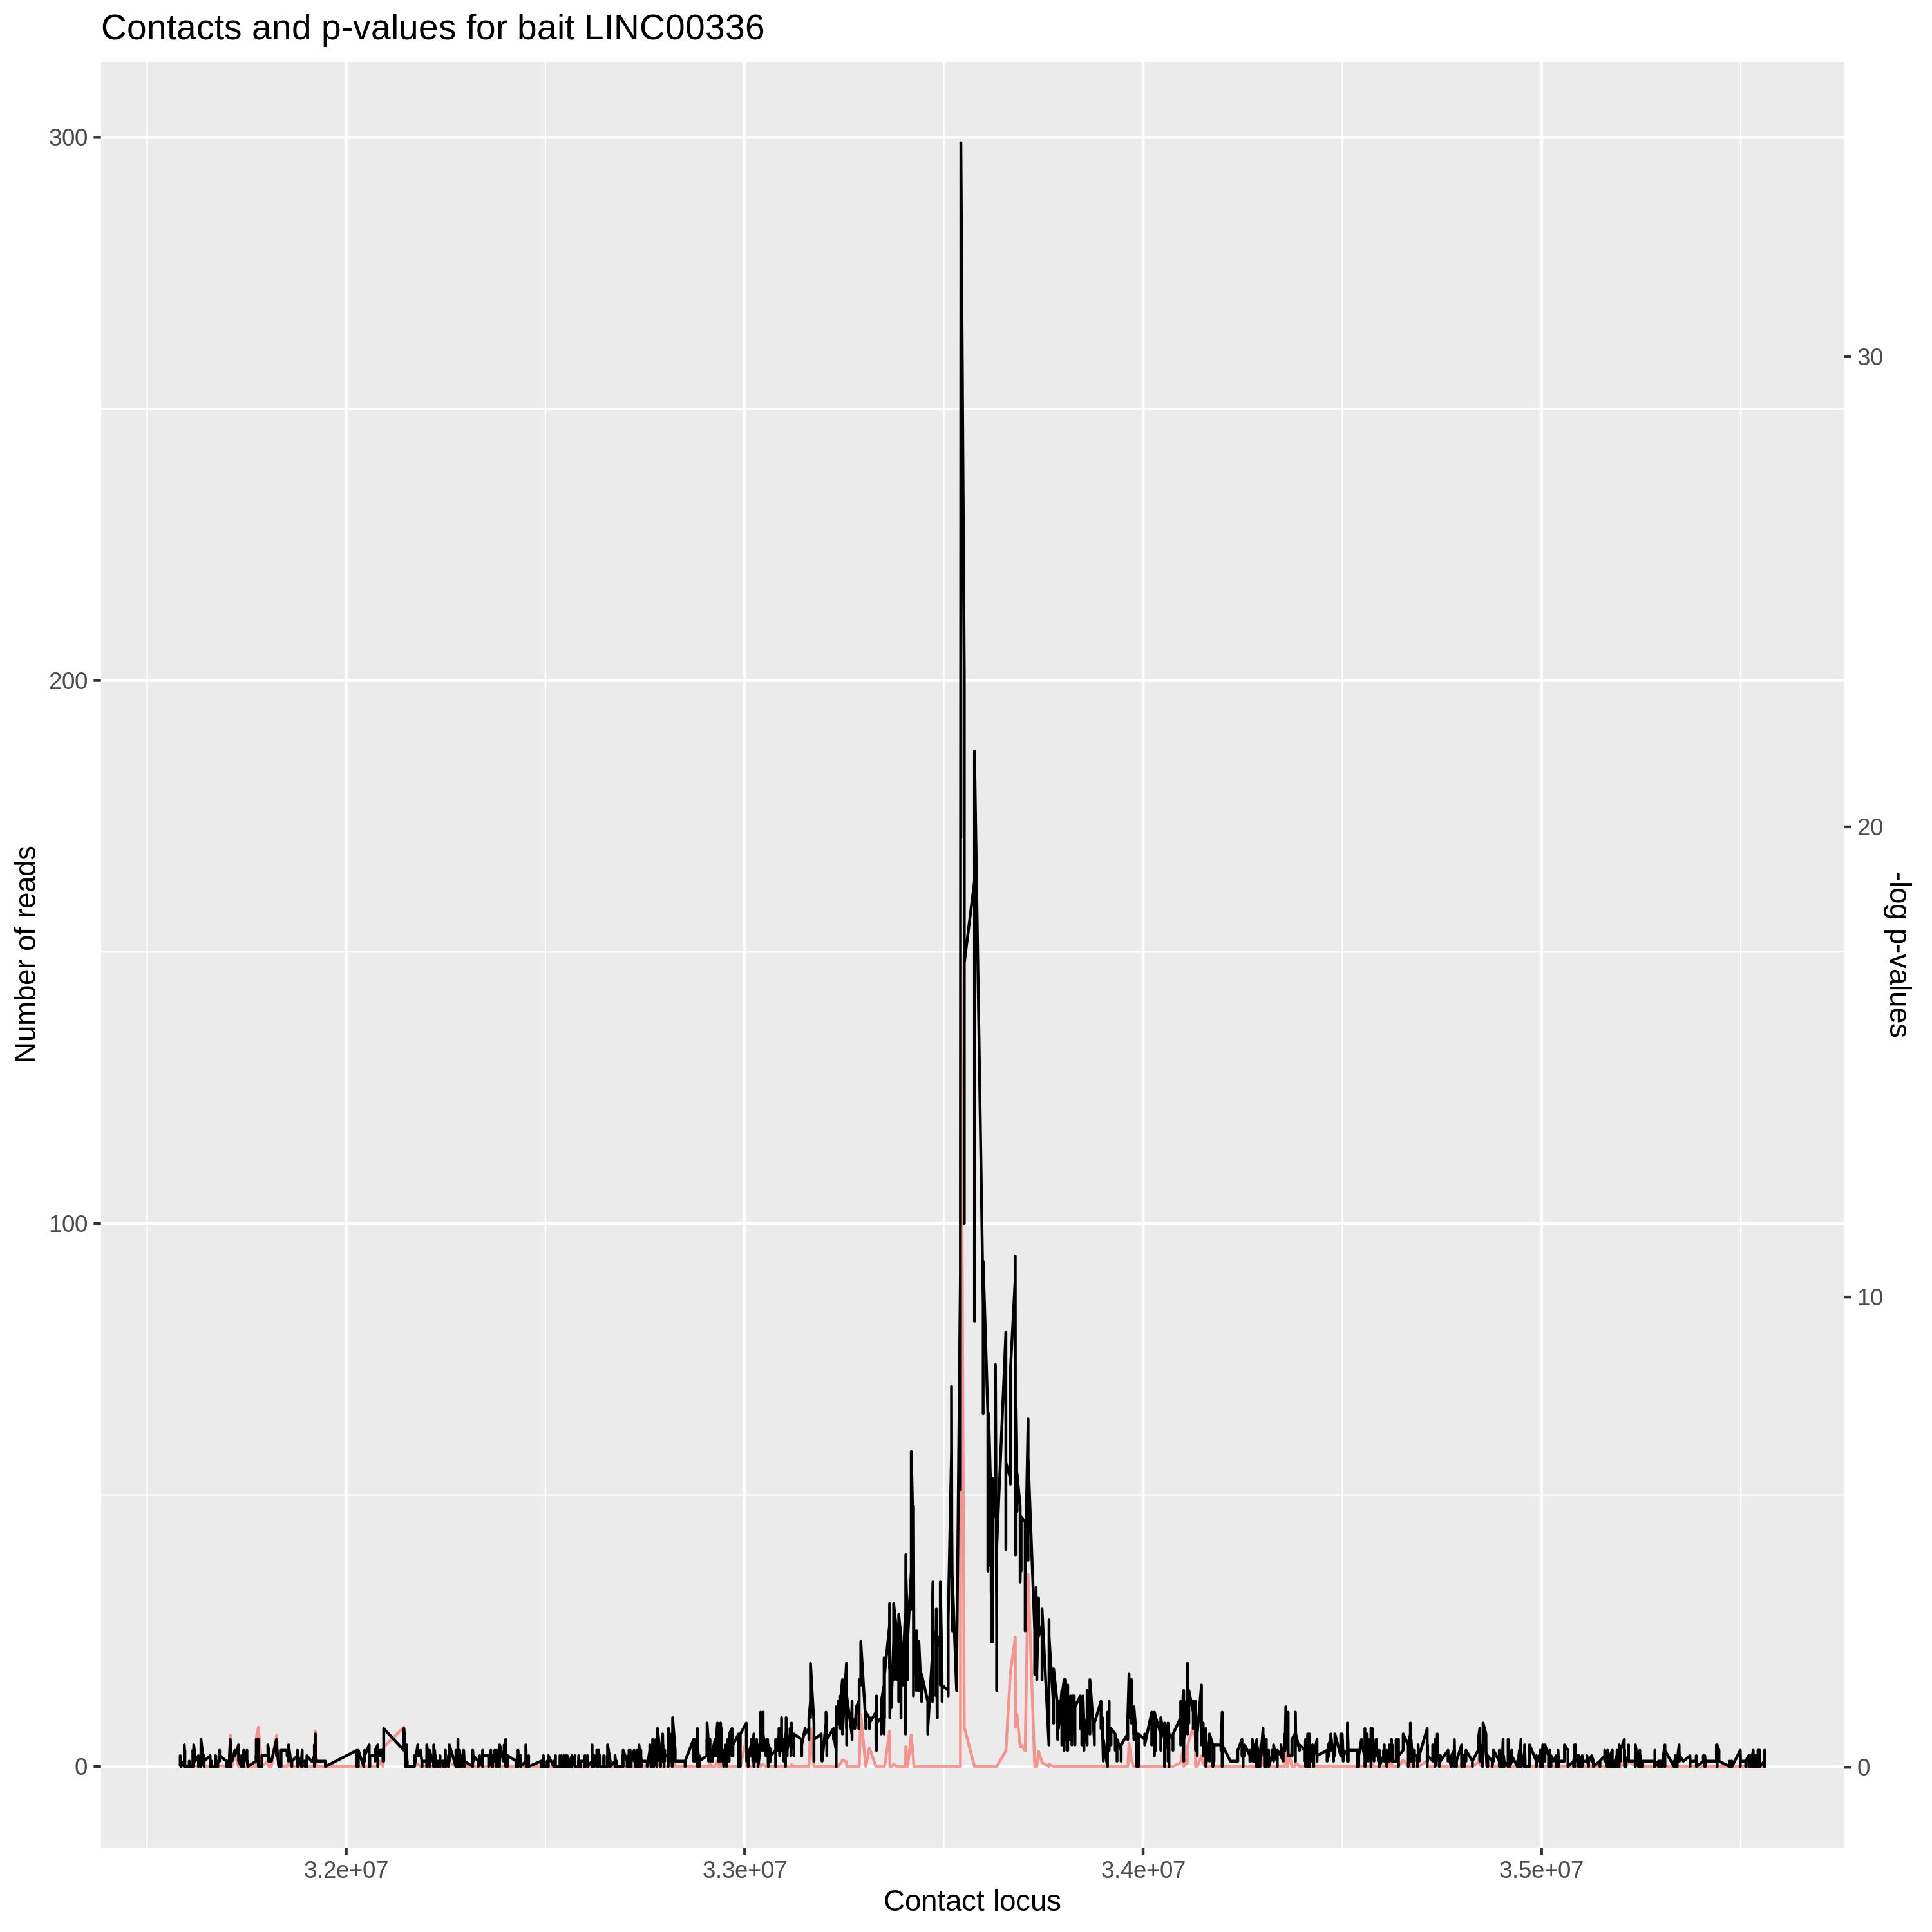 Contacts and p-values for bait LINC00336
300
200
100
0
30
20
10
0
Number of reads
-log p-values
3.2e+07 3.3e+07 3.4e+07 3.5e+07
Contact locus